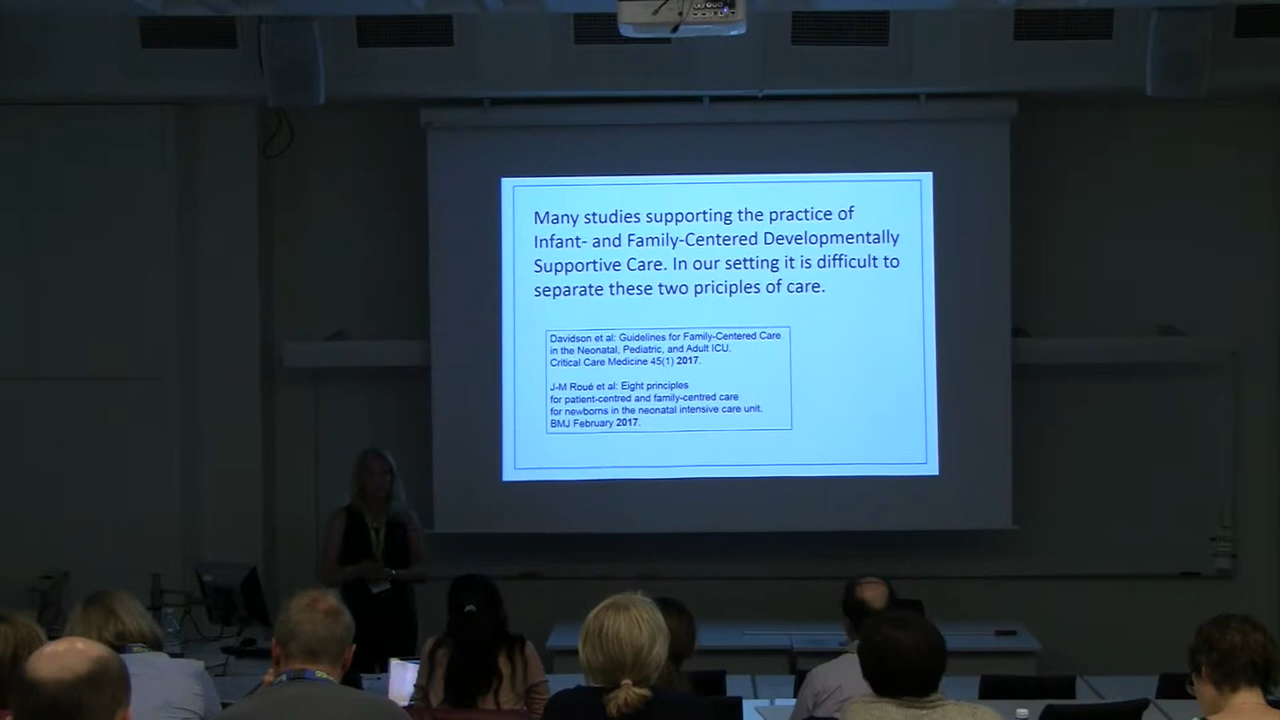 Many studies supporting the practice of
Infant- and Family-Centered Developmentally
Supportive Care. In our setting it is difficult to
separate these two priciples of care.
Davidson et al: Guidelines for Family-Centered Care
in the Neonatal, Pediatric, and Adult ICU.
Critical Care Medicine 45(1) 2017.
J-M Roué et al: Eight principles
for patient-centred and family-centred care
for newborns in the neonatal intensive care unit.
BMJ February 2017.